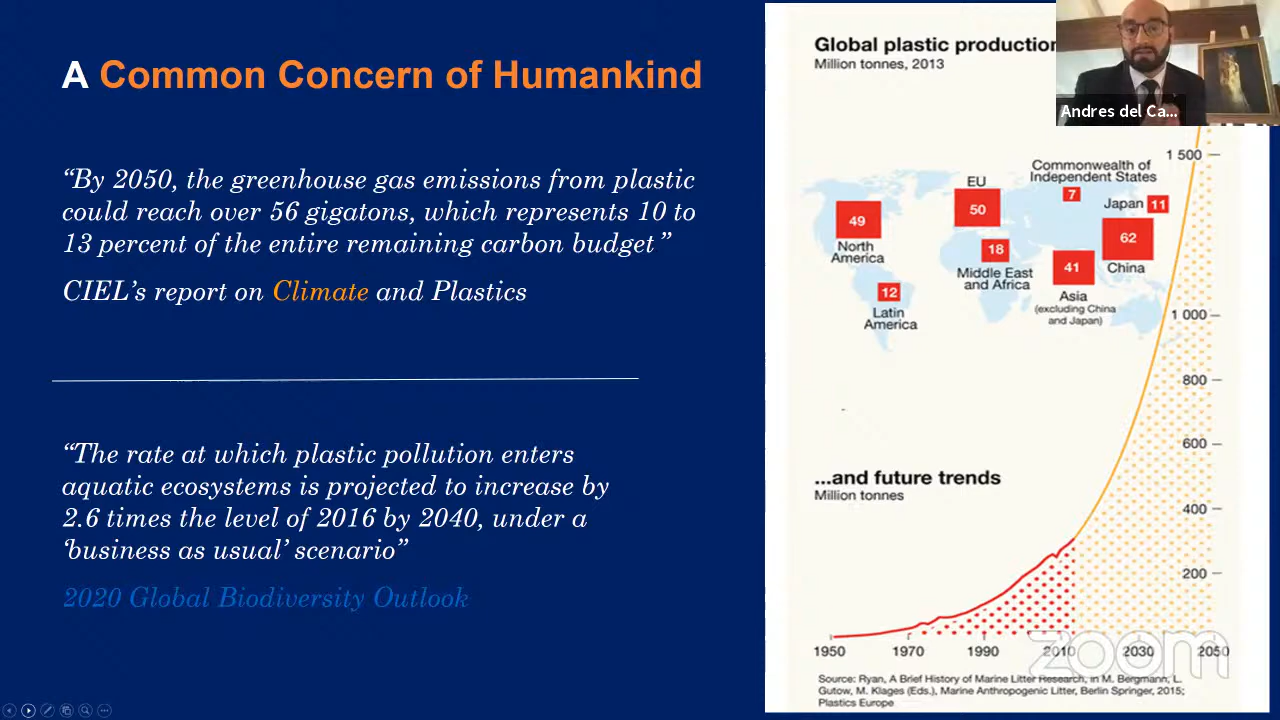 A Common Concern of Humankind
“By 2050, the greenhouse gas emissions from plastic
could reach over 56 gigatons, which represents 10 to
13 percent of the entire remaining carbon budget”
CIEL’s report on Climate and Plastics
“The rate at which plastic pollution enters
aquatic ecosystems is projected to increase by
2.6 times the level of 2016 by 2040, under a
‘business as usual’ scenario”
2020 Global Biodiversity Outlook
Global plastic production
Million tonnes, 2013
Andres del Ca...
1 500
Commonwealth of
Independent States
7
EU
50
Japan 11
49
North
America
18
Middle East
and Africa
62
China
41
Asia
(excluding China
and Japan)
12
Latin
America
1 000
800
600
...and future trends
Million tonnes
400
200
1950 1970 1990 2010 2030 2050
zoom
Source: Ryan, A Brief History of Marine Litter Research, in M. Bergmann, L.
Gutow, M. Klages (Eds.), Marine Anthropogenic Litter, Berlin Springer, 2015;
Plastics Europe